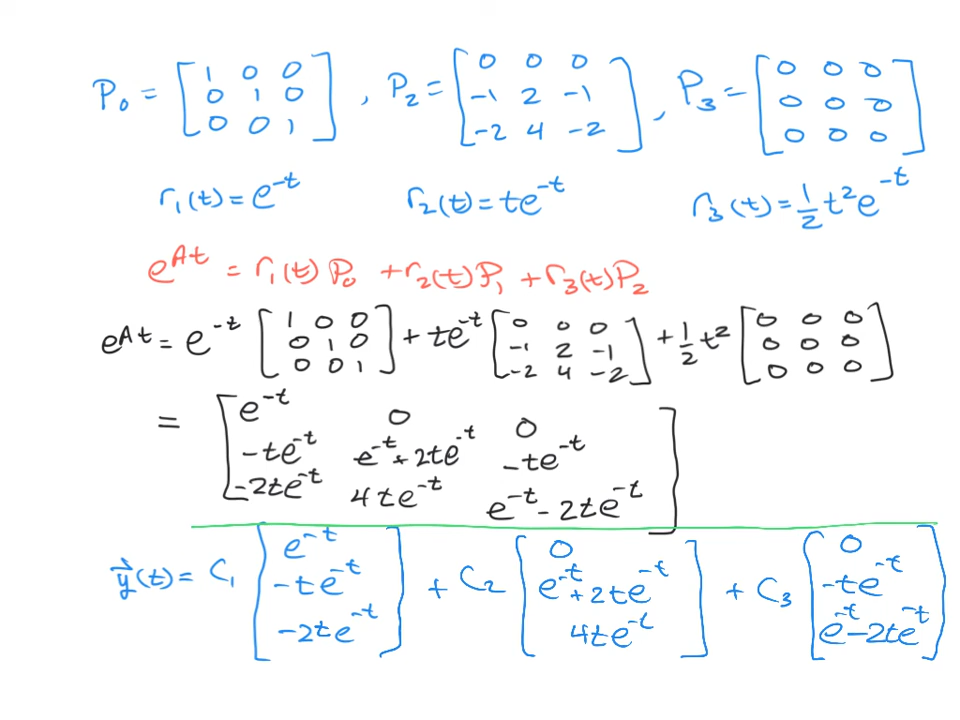 P₀ = [1 0 0; 0 1 0; 0 0 1], P₂ = [0 0 0; -1 2 -1; -2 4 -2], P₃ = [0 0 0; 0 0 0; 0 0 0]
r₁(t) = e^{-t} r₂(t) = te^{-t} r₃(t) = 1/2 t²e^{-t}
e^{At} = r₁(t) P₀ + r₂(t) P₁ + r₃(t) P₂
e^{At} = e^{-t} [1 0 0; 0 1 0; 0 0 1] + te^{-t} [0 0 0; -1 2 -1; -2 4 -2] + 1/2 t² [0 0 0; 0 0 0; 0 0 0]
= [e^{-t} 0 0; -te^{-t} e^{-t}+2te^{-t} -te^{-t}; -2te^{-t} 4te^{-t} e^{-t}-2te^{-t}]
y⃗(t) = C₁ [e^{-t}; -te^{-t}; -2te^{-t}] + C₂ [0; e^{-t}+2te^{-t}; 4te^{-t}] + C₃ [0; -te^{-t}; e^{-t}-2te^{-t}]